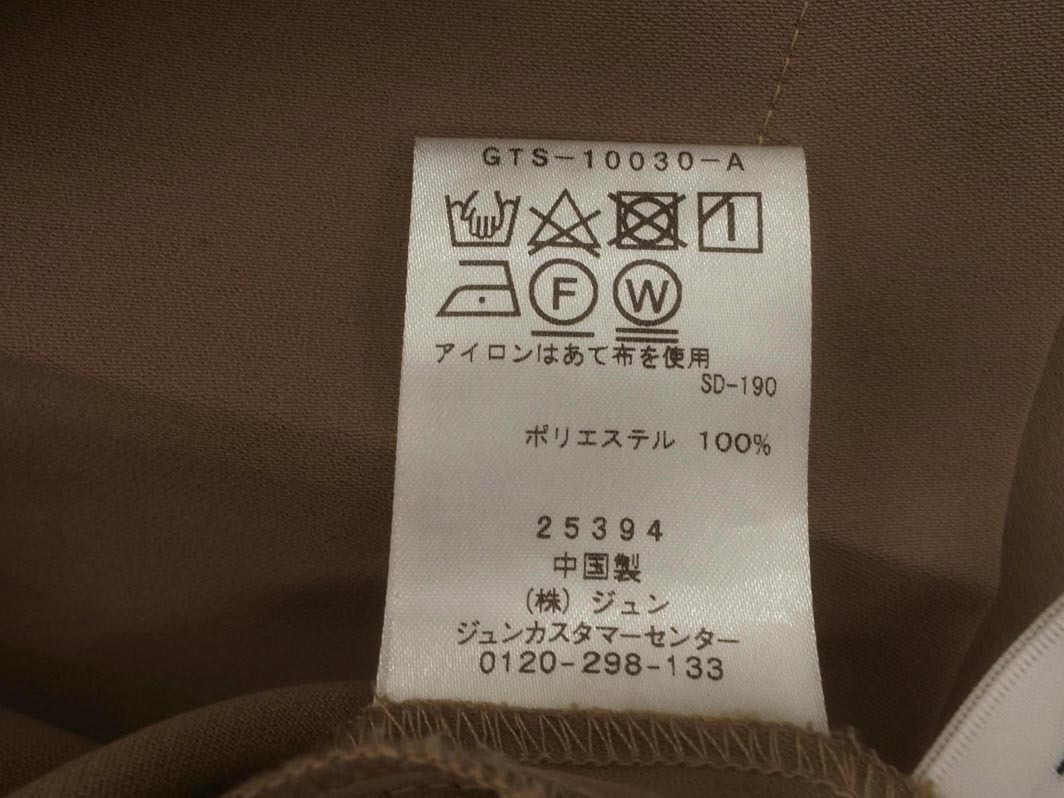 GTS-10030-A
F W
アイロンはあて布を使用
SD-190
ポリエステル 100%
25394
中国製
(株) ジュン
ジュンカスタマーセンター
0120-298-133